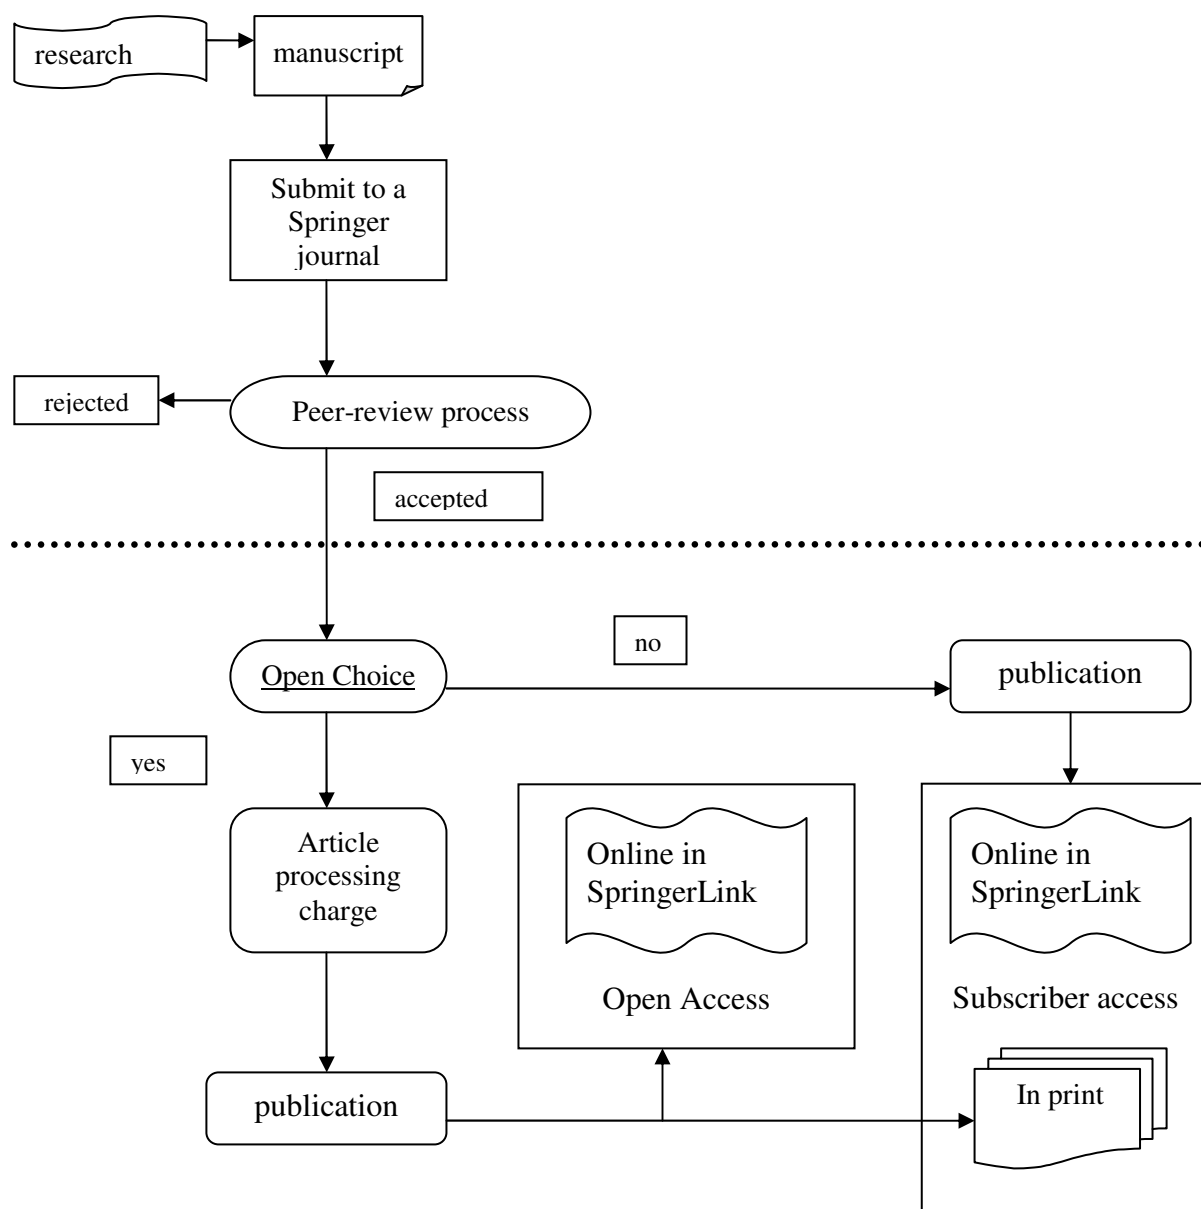 research
manuscript
Submit to a
Springer
journal
rejected
Peer-review process
accepted
no
Open Choice
publication
yes
Article
processing
charge
Online in
SpringerLink
Open Access
Online in
SpringerLink
Subscriber access
publication
In print